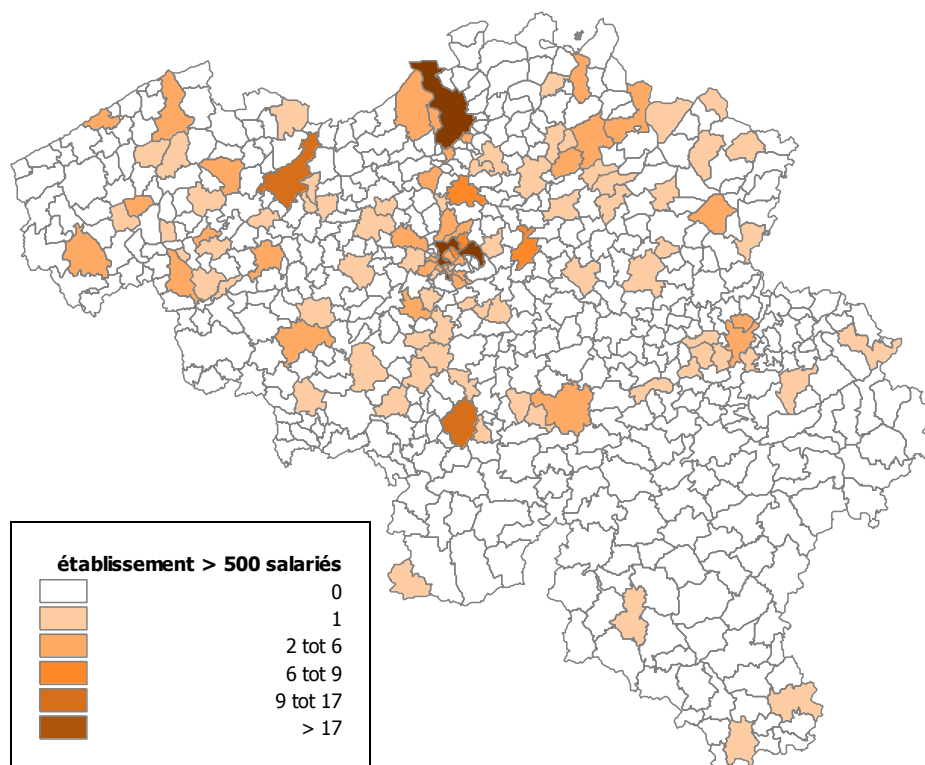 établissement > 500 salariés
0
1
2 tot 6
6 tot 9
9 tot 17
> 17